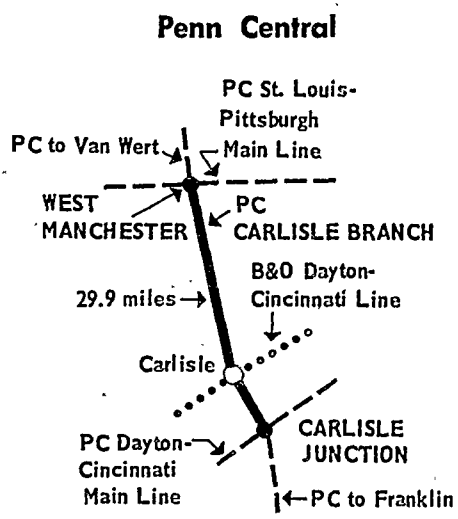 Penn Central
PC St. Louis-
Pittsburgh
Main Line
PC to Van Wert
WEST
MANCHESTER
PC
CARLISLE BRANCH
B&O Dayton-
Cincinnati Line
29.9 miles
Carlisle
CARLISLE
JUNCTION
PC Dayton-
Cincinnati
Main Line
PC to Franklin